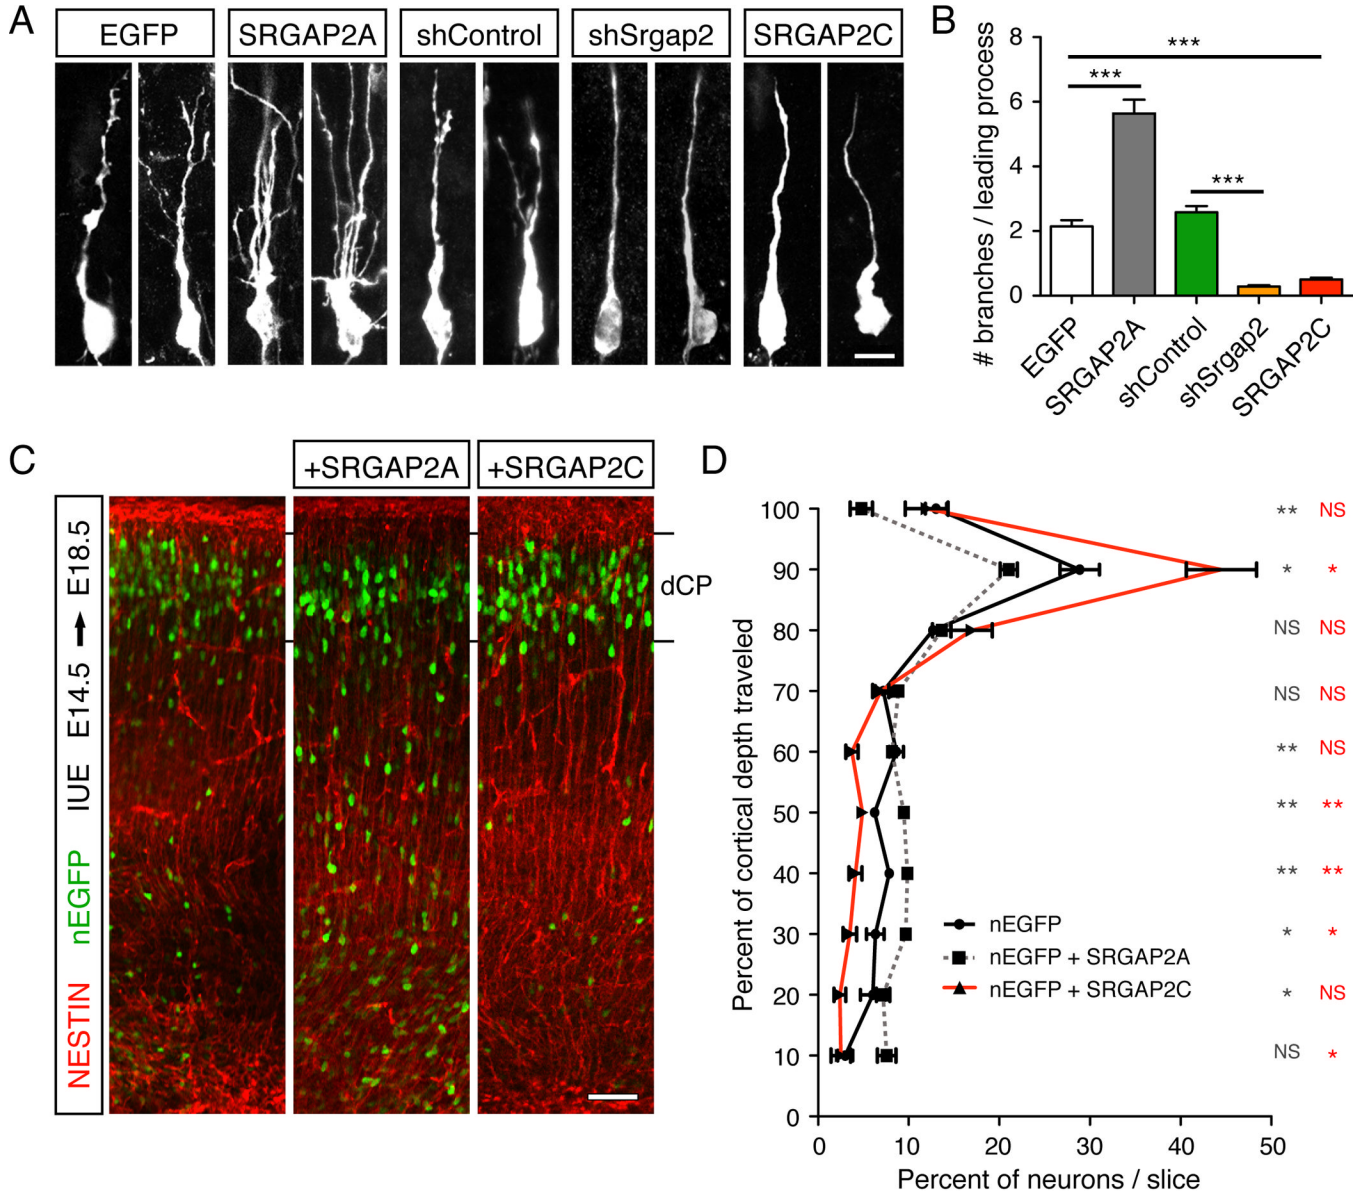 A
EGFP
SRGAP2A
shControl
shSrgap2
SRGAP2C
B
# branches / leading process
8
6
4
2
0
***
***
***
EGFP
SRGAP2A
shControl
shSrgap2
SRGAP2C
C
+SRGAP2A
+SRGAP2C
NESTIN nEGFP IUE E14.5 → E18.5
dCP
D
Percent of cortical depth traveled
100
90
80
70
60
50
40
30
20
10
0
** NS
* *
NS NS
NS NS
** NS
** **
** **
* *
* NS
NS *
nEGFP
nEGFP + SRGAP2A
nEGFP + SRGAP2C
0 10 20 30 40 50
Percent of neurons / slice